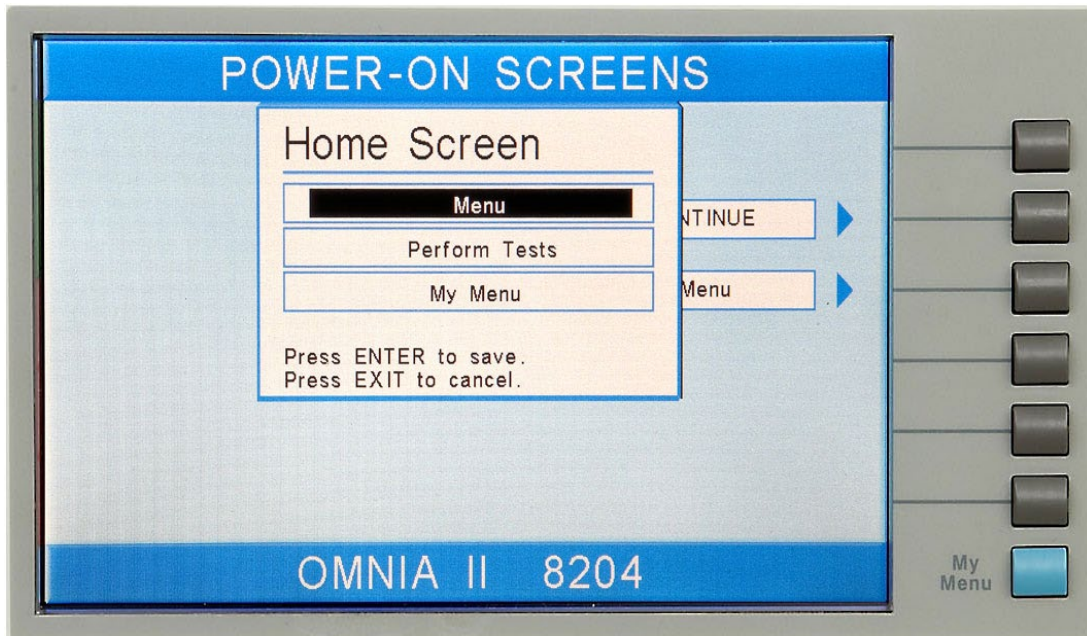 POWER-ON SCREENS
Home Screen
Menu
Perform Tests
My Menu
Press ENTER to save.
Press EXIT to cancel.
NTINUE
Menu
OMNIA II 8204
My
Menu